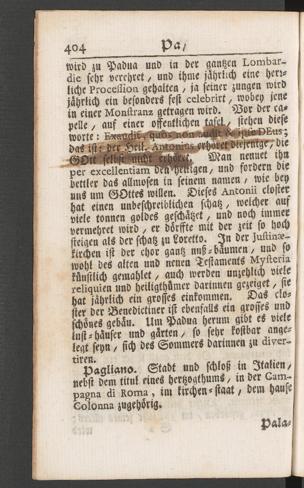 404 Pa/
wird zu Padua und in der gantzen Lombar-
die sehr verehret / und ihme jährlich eine herr-
liche Procession gehalten / ja seiner zungen wird
jährlich ein besonders fest celebrirt / wobey jene
in einer Monstranz getragen wird. Vor der ca-
pelle / auf einer offentlichen tafel / stehen diese
worte: Exaudit, quos non audit & ipse DEus;
das ist: der Heil. Antonius erhöret diejenige, die
GOtt selbst nicht erhöret. Man nennet ihn
per excellentiam den heiligen / und fordern die
bettler das allmosen in seinem namen / wie bey
uns um GOttes willen. Dieses Antonii closter
hat einen unbeschreiblichen schatz / welcher auf
viele tonnen goldes geschätzet / und noch immer
vermehret wird / er dörffte mit der zeit so hoch
steigen als der schatz zu Loretto. In der Justinæ-
kirchen ist der chor gantz nuß-bäumen / und so
wohl des alten und neuen Testaments Mysteria
künstlich gemahlet / auch werden unzehlich viele
reliquien und heiligthümer darinnen gezeiget / sie
hat jährlich ein grosses einkommen. Das clo-
ster der Benedictiner ist ebenfalls ein grosses und
schönes gebäu. Um Padua herum gibt es viele
lust-häuser und gärten / so sehr kostbar ange-
legt seyn / sich des Sommers darinnen zu diver-
tiren.
Pagliano. Stadt und schloß in Italien /
nebst dem titul eines hertzogthums / in der Cam-
pagna di Roma, im kirchen-staat / dem hause
Colonna zugehörig.
Pala-